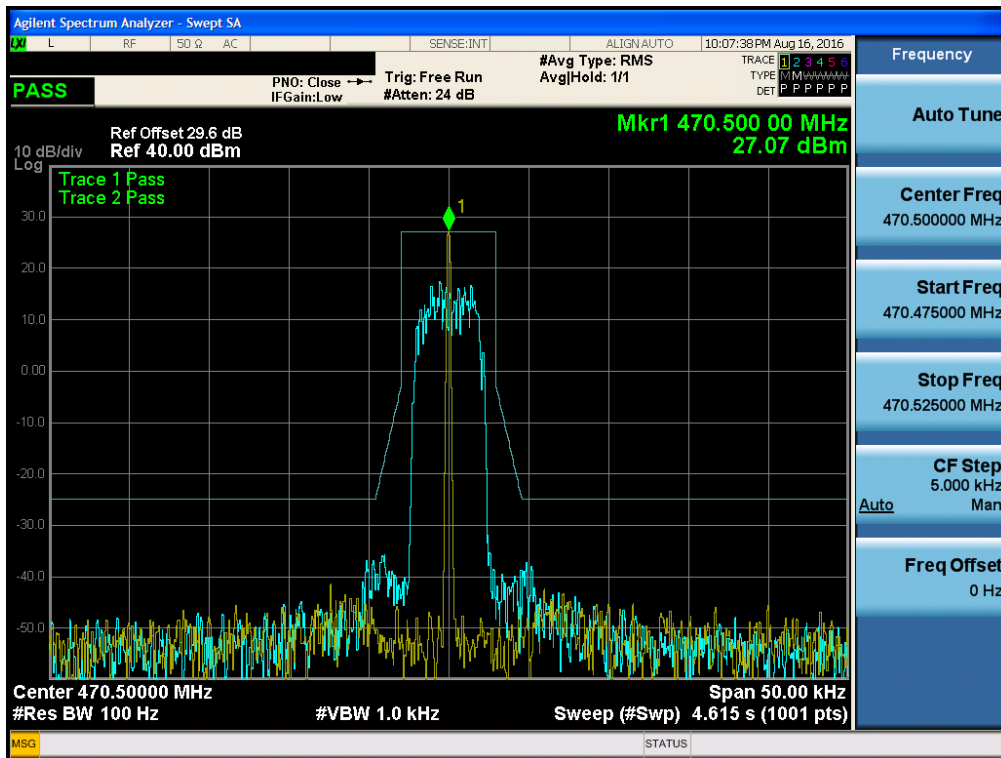 Agilent Spectrum Analyzer - Swept SA
LXI L RF 50 Ω AC SENSE:INT ALIGN AUTO 10:07:38 PM Aug 16, 2016
PASS
PNO: Close
IFGain:Low
Trig: Free Run
#Atten: 24 dB
#Avg Type: RMS
Avg|Hold: 1/1
TRACE 1 2 3 4 5 6
TYPE M M W W W W
DET P P P P P P
Mkr1 470.500 00 MHz
27.07 dBm
Ref Offset 29.6 dB
10 dB/div Ref 40.00 dBm
Log
Trace 1 Pass
Trace 2 Pass
1
30.0
20.0
10.0
0.00
-10.0
-20.0
-30.0
-40.0
-50.0
Center 470.50000 MHz Span 50.00 kHz
#Res BW 100 Hz #VBW 1.0 kHz Sweep (#Swp) 4.615 s (1001 pts)
MSG STATUS
Frequency
Auto Tune
Center Freq
470.500000 MHz
Start Freq
470.475000 MHz
Stop Freq
470.525000 MHz
CF Step
5.000 kHz
Auto Man
Freq Offset
0 Hz